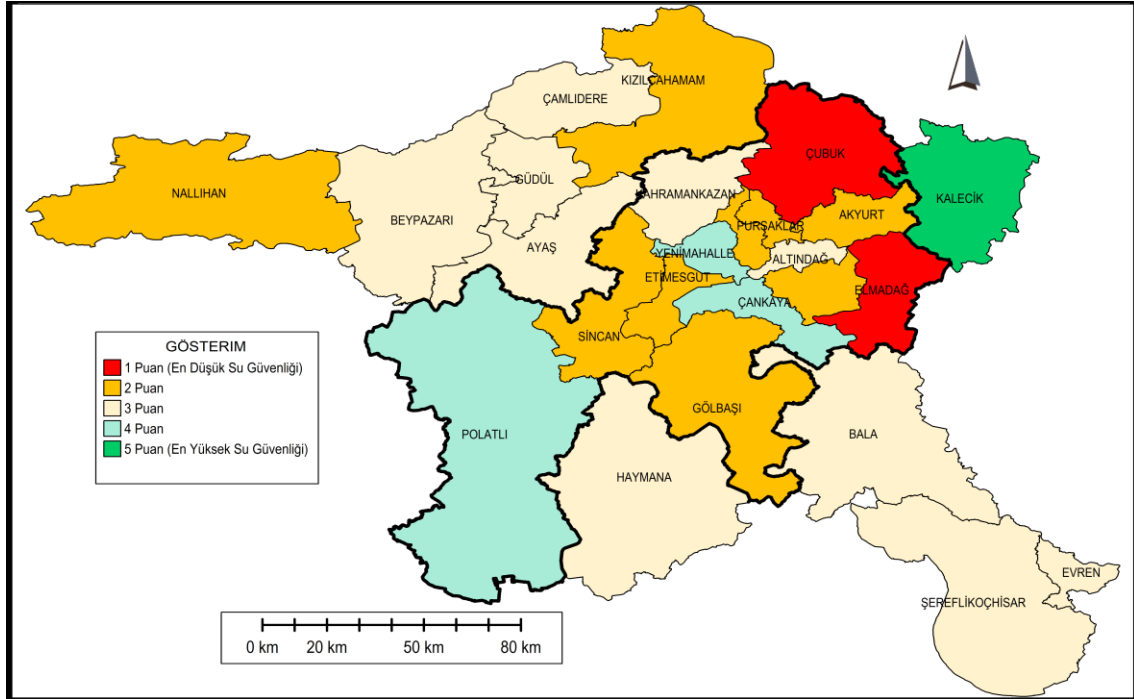 KIZILCAHAMAM
ÇAMLIDERE
ÇUBUK
GÜDÜL
NALLIHAN
KAHRAMANKAZAN
KALECİK
BEYPAZARI
AKYURT
PURSAKLAR
AYAŞ
YENİMAHALLE
ALTINDAĞ
ETİMESGUT
ELMADAĞ
ÇANKAYA
SİNCAN
GÖSTERIM
1 Puan (En Düşük Su Güvenliği)
2 Puan
3 Puan
4 Puan
5 Puan (En Yüksek Su Güvenliği)
GÖLBAŞI
POLATLI
BALA
HAYMANA
EVREN
ŞEREFLİKOÇHİSAR
0 km 20 km 50 km 80 km